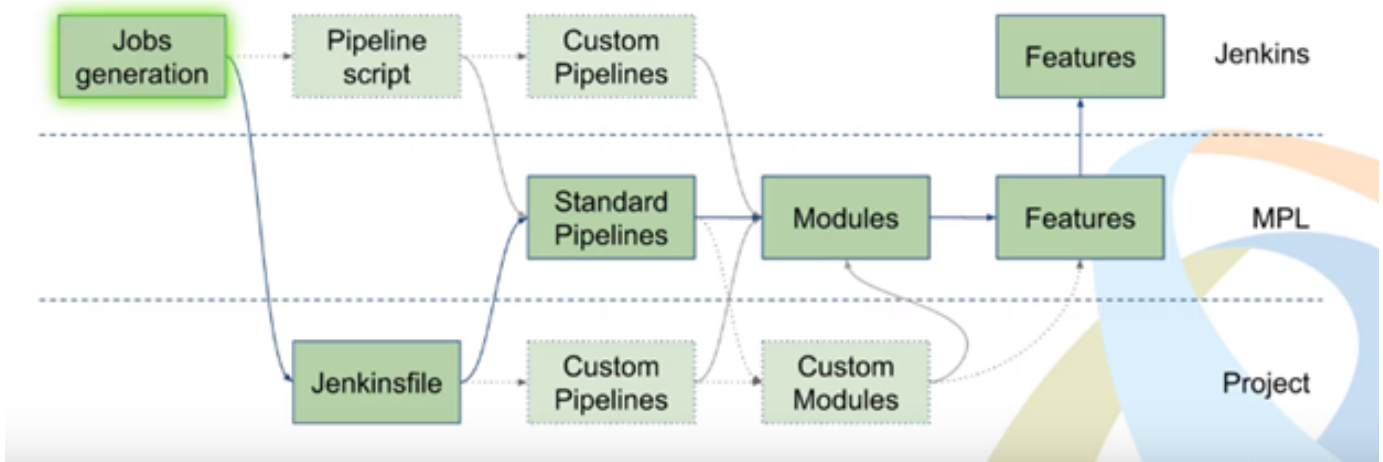 Jobs
generation
Pipeline
script
Custom
Pipelines
Features
Jenkins
Standard
Pipelines
Modules
Features
MPL
Jenkinsfile
Custom
Pipelines
Custom
Modules
Project